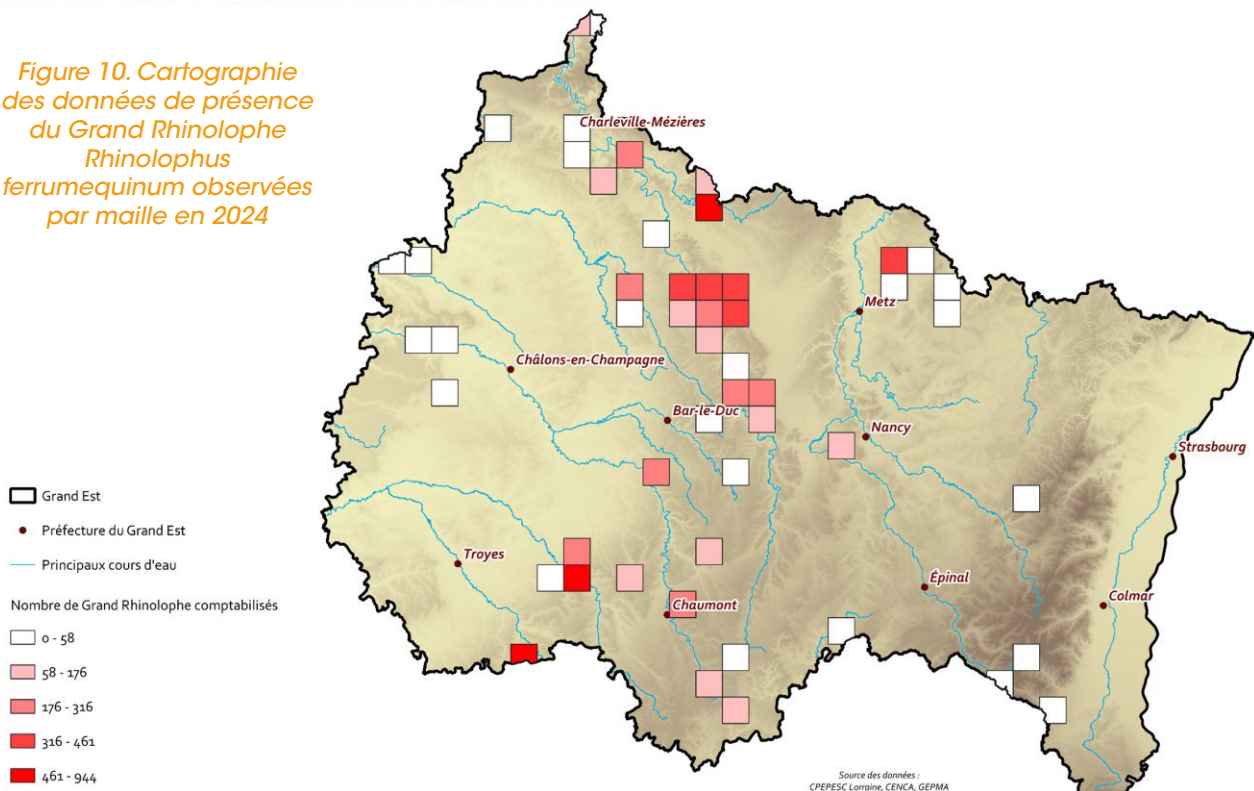 Figure 10. Cartographie
des données de présence
du Grand Rhinolophe
Rhinolophus
ferrumequinum observées
par maille en 2024
Charleville-Mézières
Metz
Châlons-en-Champagne
Bar-le-Duc
Nancy
Strasbourg
Troyes
Épinal
Chaumont
Colmar
Grand Est
Préfecture du Grand Est
Principaux cours d'eau
Nombre de Grand Rhinolophe comptabilisés
0 - 58
58 - 176
176 - 316
316 - 461
461 - 944
Source des données :
CPEPESC Lorraine, CENCA, GEPMA